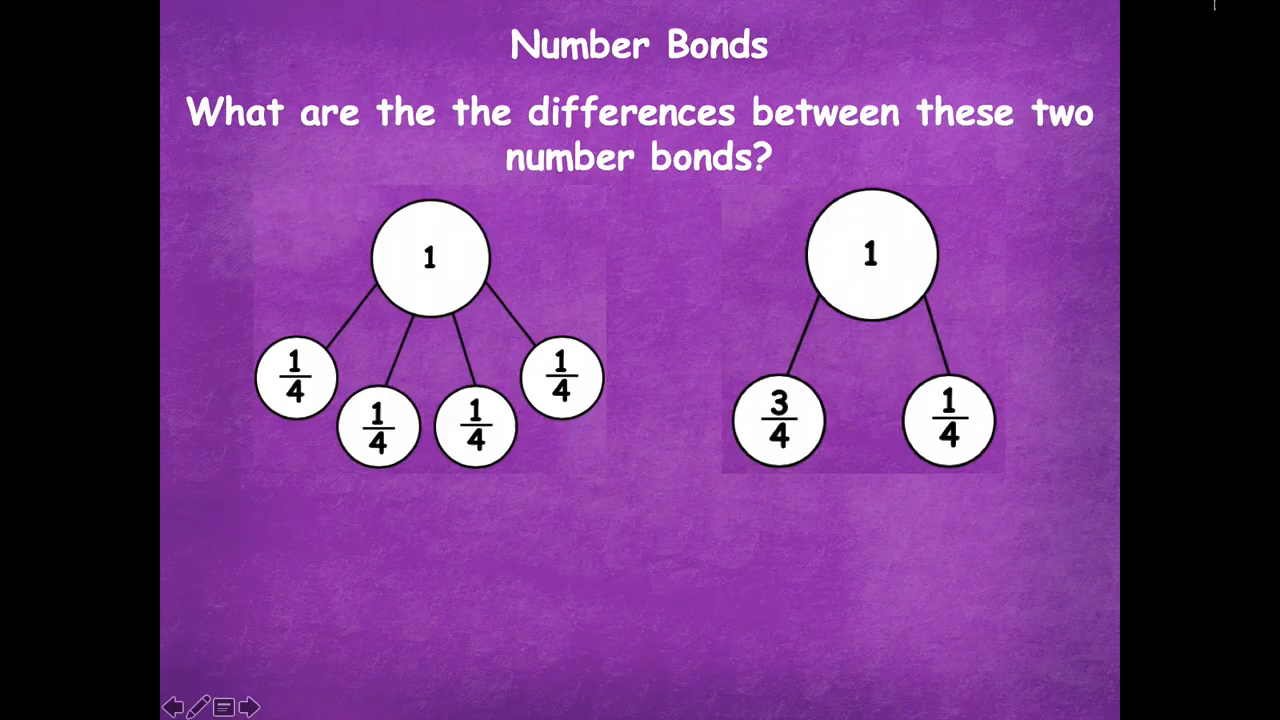 Number Bonds
What are the the differences between these two
number bonds?
1
1
1/4
1/4
1/4
1/4
3/4
1/4